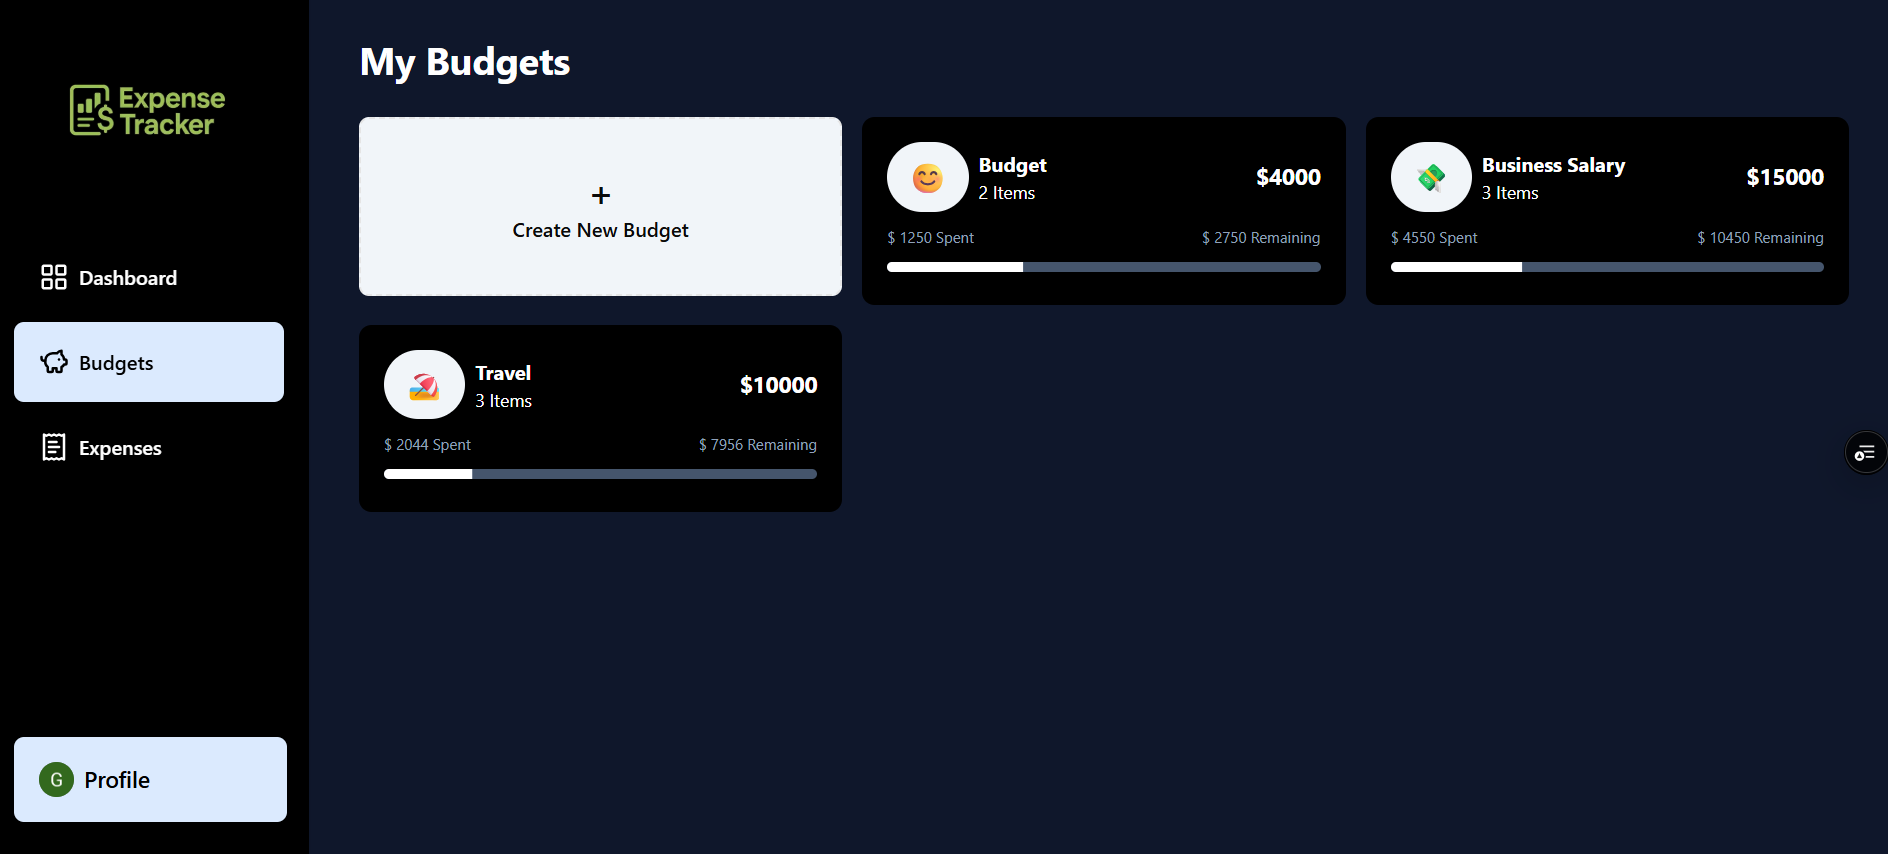 Expense
Tracker
Dashboard
Budgets
Expenses
G Profile
My Budgets
+
Create New Budget
Budget
2 Items
$4000
$ 1250 Spent
$ 2750 Remaining
Business Salary
3 Items
$15000
$ 4550 Spent
$ 10450 Remaining
Travel
3 Items
$10000
$ 2044 Spent
$ 7956 Remaining